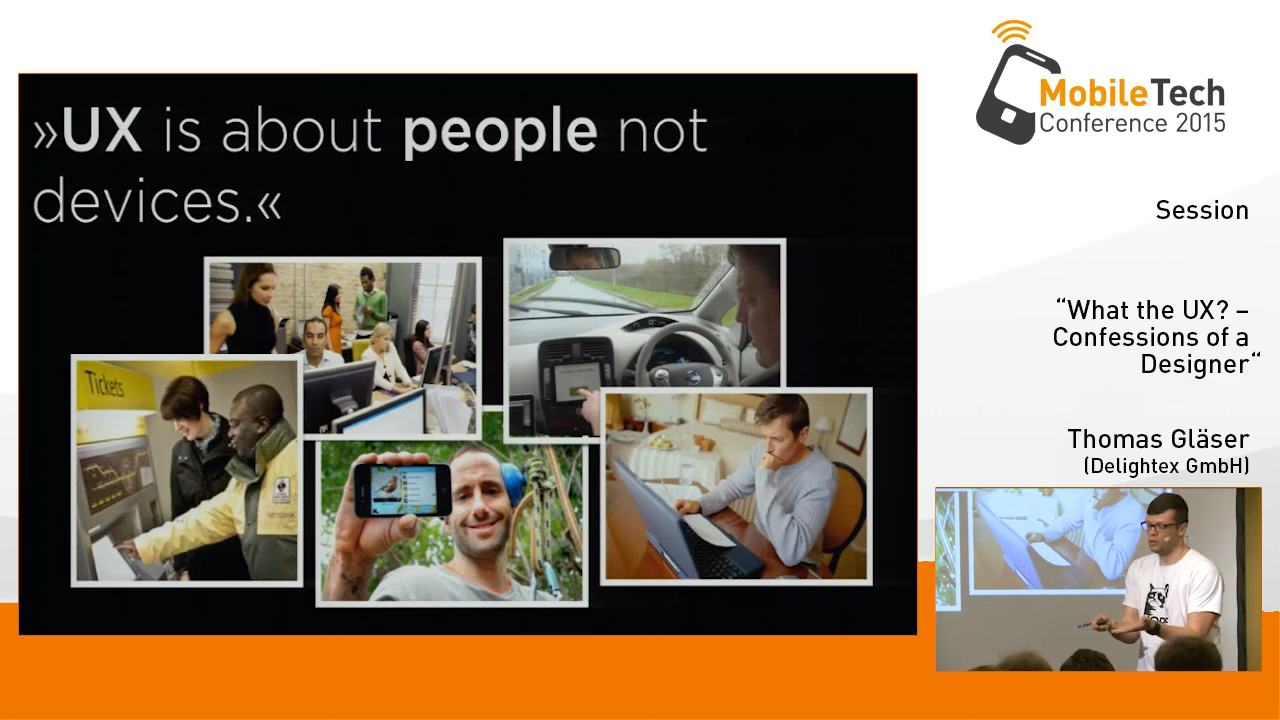 »UX is about people not
devices.«
Tickets
MobileTech
Conference 2015
Session
“What the UX? –
Confessions of a
Designer“
Thomas Gläser
(Delightex GmbH)